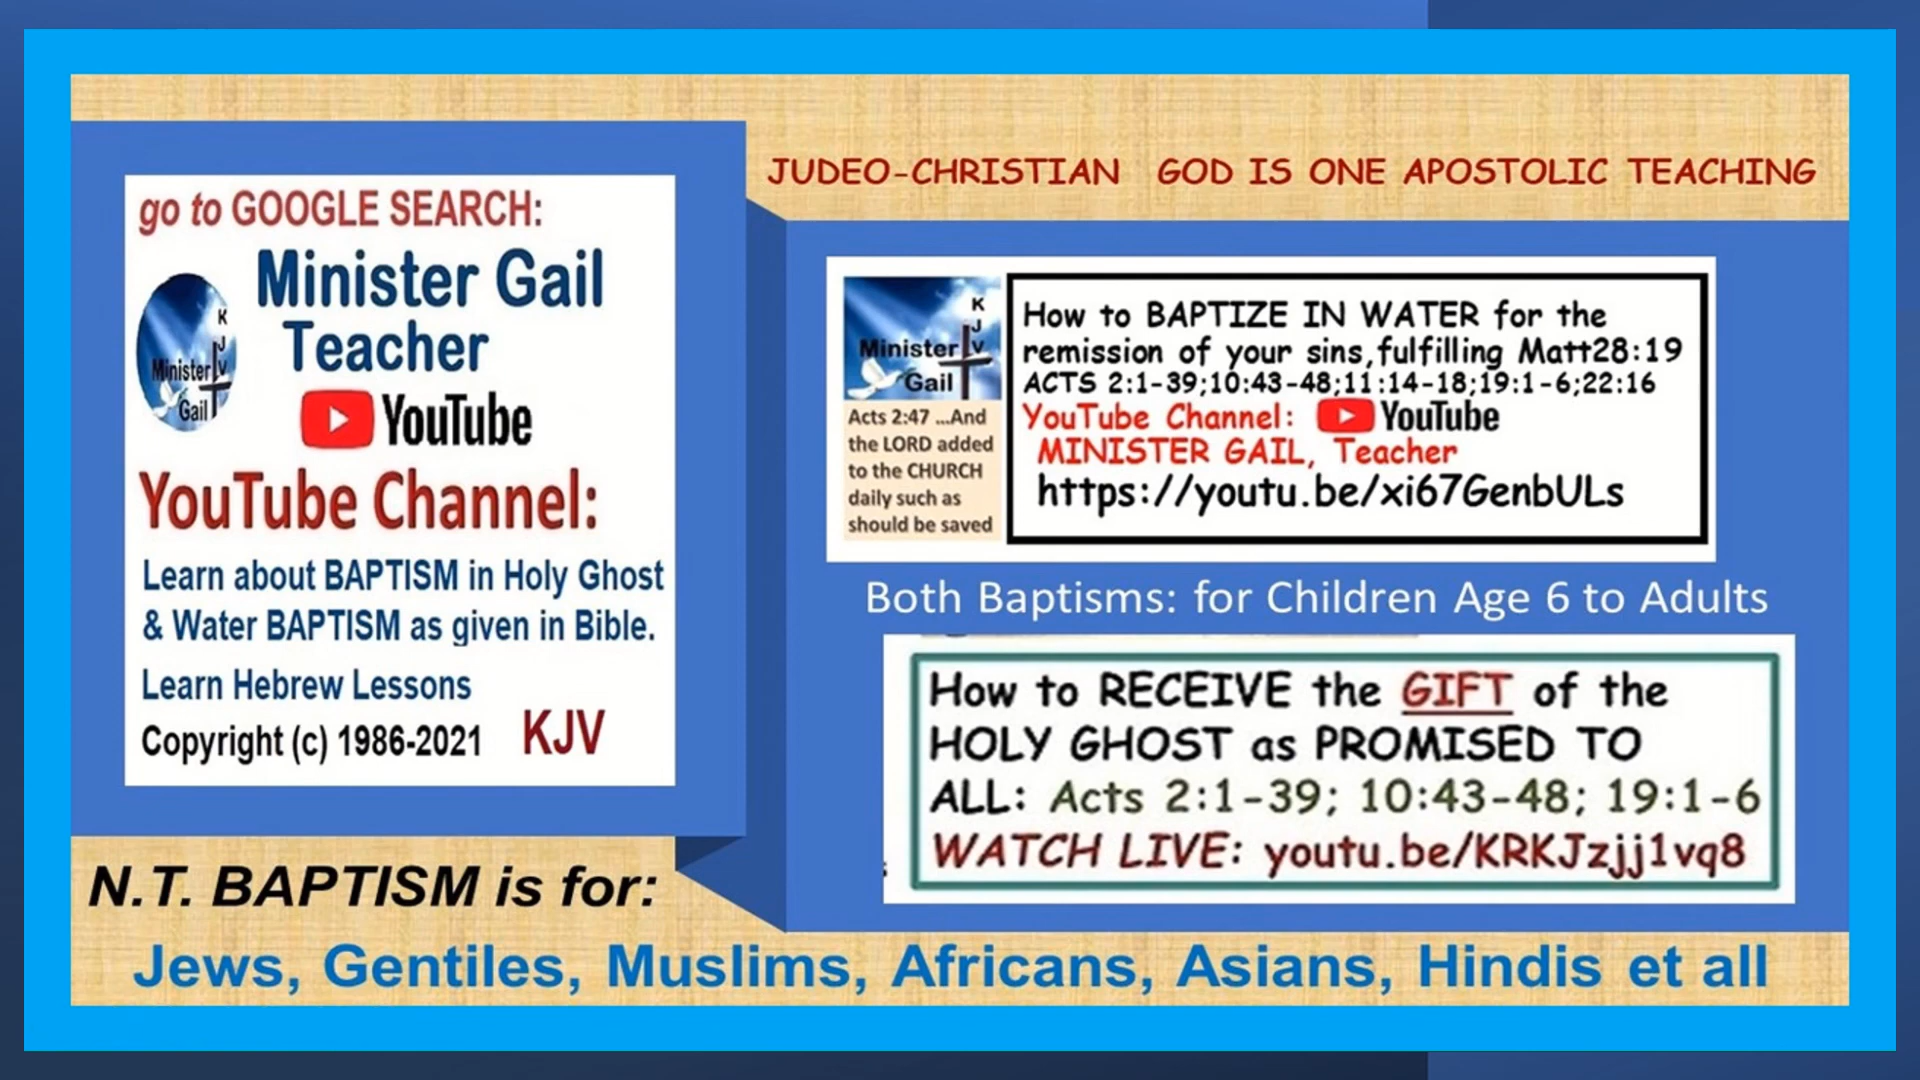 JUDEO-CHRISTIAN GOD IS ONE APOSTOLIC TEACHING
go to GOOGLE SEARCH:
Minister Gail
Teacher
K
J
V
Minister
Gail
YouTube
YouTube Channel:
Learn about BAPTISM in Holy Ghost
& Water BAPTISM as given in Bible.
Learn Hebrew Lessons
Copyright (c) 1986-2021 KJV
K
J
V
Minister
Gail
Acts 2:47 ...And
the LORD added
to the CHURCH
daily such as
should be saved
How to BAPTIZE IN WATER for the
remission of your sins,fulfilling Matt28:19
ACTS 2:1-39;10:43-48;11:14-18;19:1-6;22:16
YouTube Channel: YouTube
MINISTER GAIL, Teacher
https://youtu.be/xi67GenbULs
Both Baptisms: for Children Age 6 to Adults
How to RECEIVE the GIFT of the
HOLY GHOST as PROMISED TO
ALL: Acts 2:1-39; 10:43-48; 19:1-6
WATCH LIVE: youtu.be/KRKJzjj1vq8
N.T. BAPTISM is for:
Jews, Gentiles, Muslims, Africans, Asians, Hindis et all